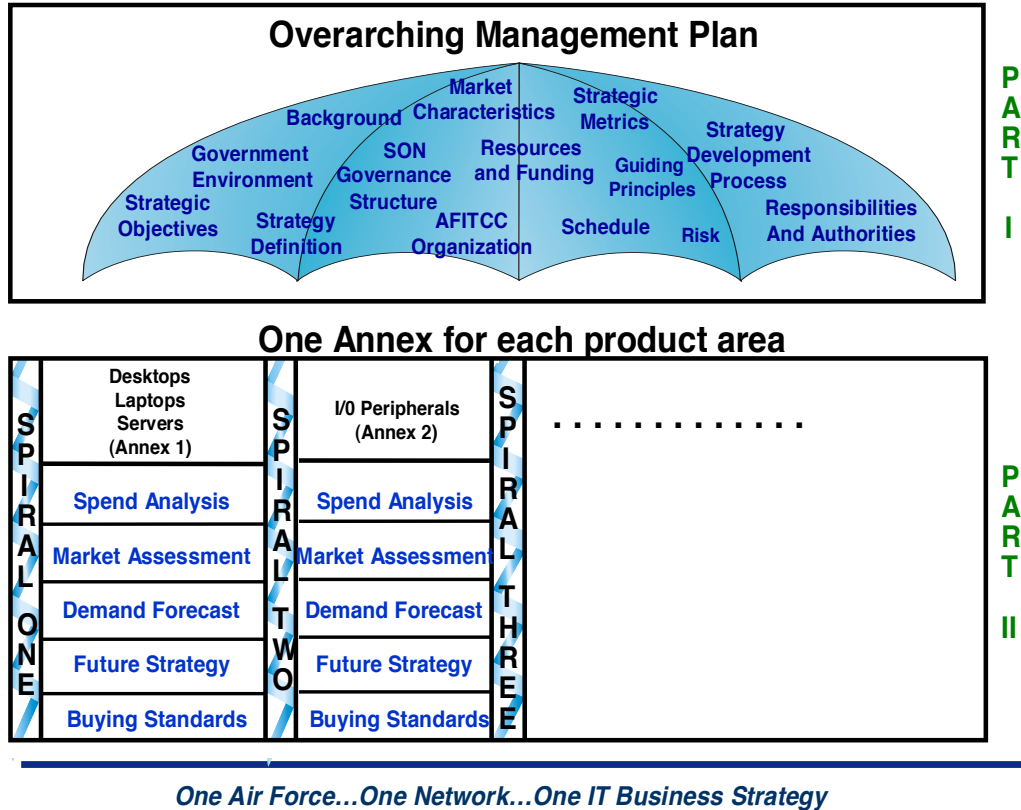 Overarching Management Plan
Market
Characteristics
Strategic
Metrics
Background
Strategy
Development
Process
Government
Environment
SON
Governance
Structure
Resources
and Funding
Guiding
Principles
Strategic
Objectives
Strategy
Definition
AFITCC
Organization
Schedule
Risk
Responsibilities
And Authorities
PART I
One Annex for each product area
SPIRAL ONE
Desktops
Laptops
Servers
(Annex 1)
Spend Analysis
Market Assessment
Demand Forecast
Future Strategy
Buying Standards
SPIRAL TWO
I/0 Peripherals
(Annex 2)
Spend Analysis
Market Assessment
Demand Forecast
Future Strategy
Buying Standards
SPIRAL THREE
. . . . . . . . . . . . .
PART II
One Air Force...One Network...One IT Business Strategy